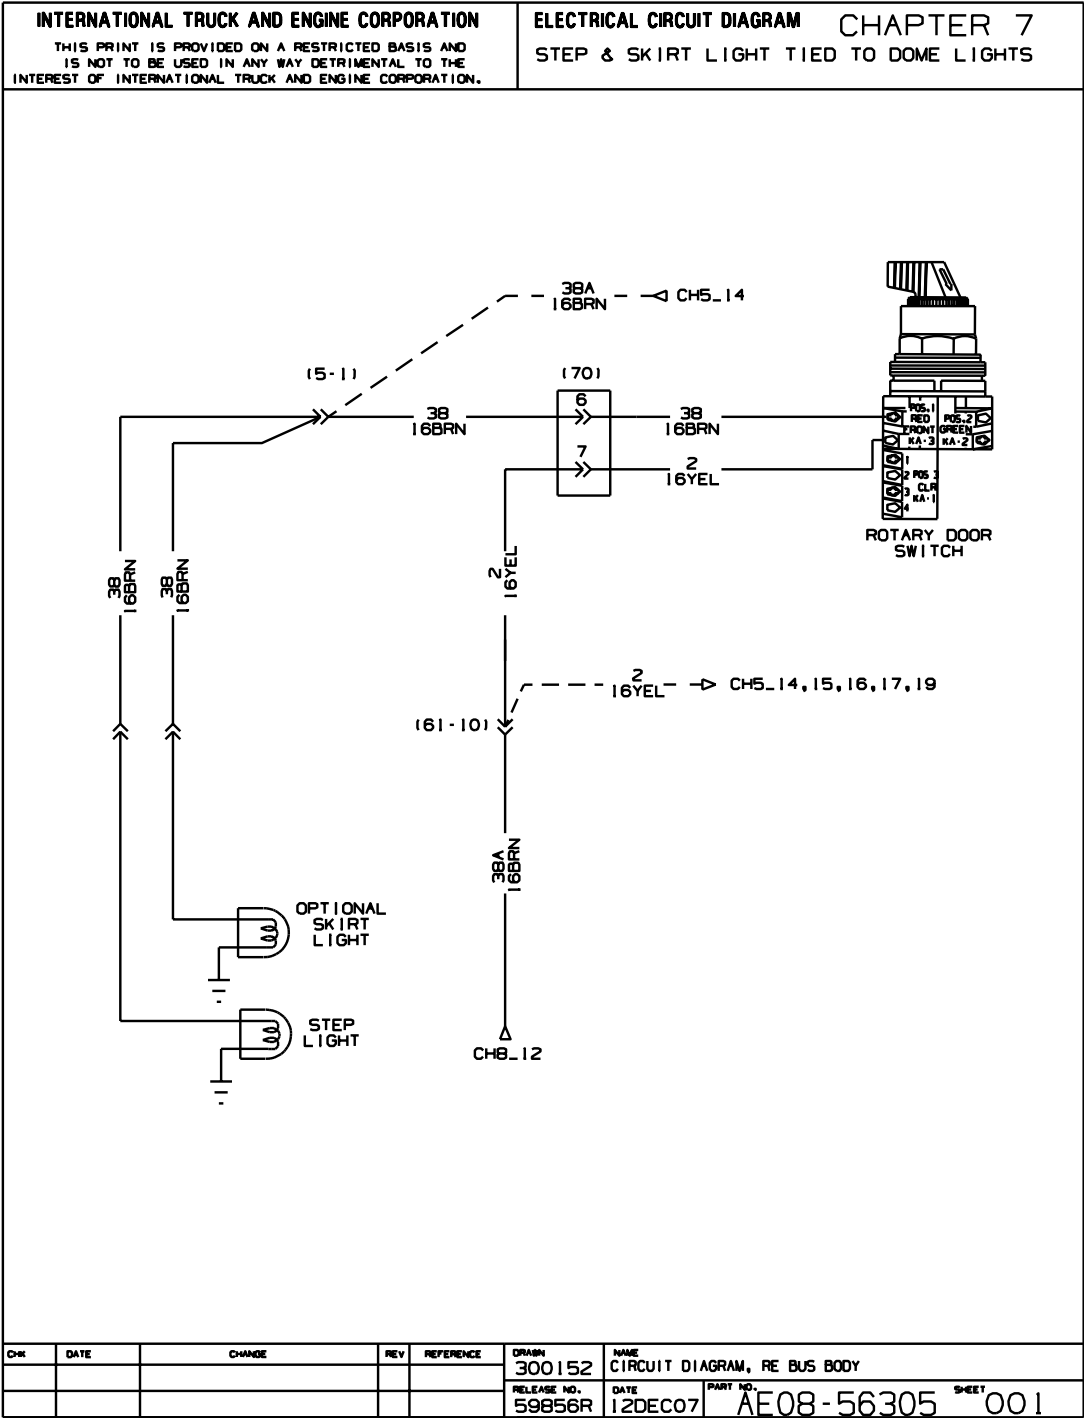 INTERNATIONAL TRUCK AND ENGINE CORPORATION
THIS PRINT IS PROVIDED ON A RESTRICTED BASIS AND
IS NOT TO BE USED IN ANY WAY DETRIMENTAL TO THE
INTEREST OF INTERNATIONAL TRUCK AND ENGINE CORPORATION.
ELECTRICAL CIRCUIT DIAGRAM CHAPTER 7
STEP & SKIRT LIGHT TIED TO DOME LIGHTS
38A
16BRN
CH5_14
(5-1)
(70)
6
38
16BRN
38
16BRN
7
2
16YEL
POS.1
RED
FRONT
KA-3
POS.2
GREEN
KA-2
1
2 POS 3
3 CLR
KA-1
4
ROTARY DOOR
SWITCH
38
16BRN
38
16BRN
2
16YEL
2
16YEL
CH5_14,15,16,17,19
(61-10)
38A
16BRN
OPTIONAL
SKIRT
LIGHT
STEP
LIGHT
CH8_12
CHK DATE CHANGE REV REFERENCE
DRAWN
300152
NAME
CIRCUIT DIAGRAM, RE BUS BODY
RELEASE NO.
59856R
DATE
12DEC07
PART NO.
AE08-56305
SHEET
001